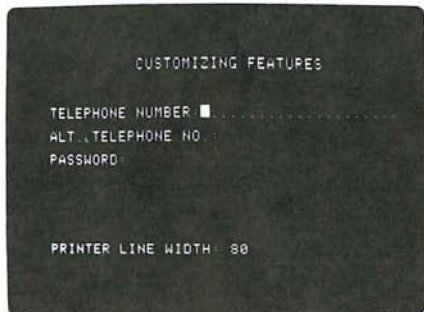 CUSTOMIZING FEATURES
TELEPHONE NUMBER:....................
ALT. TELEPHONE NO.:
PASSWORD:
PRINTER LINE WIDTH: 80